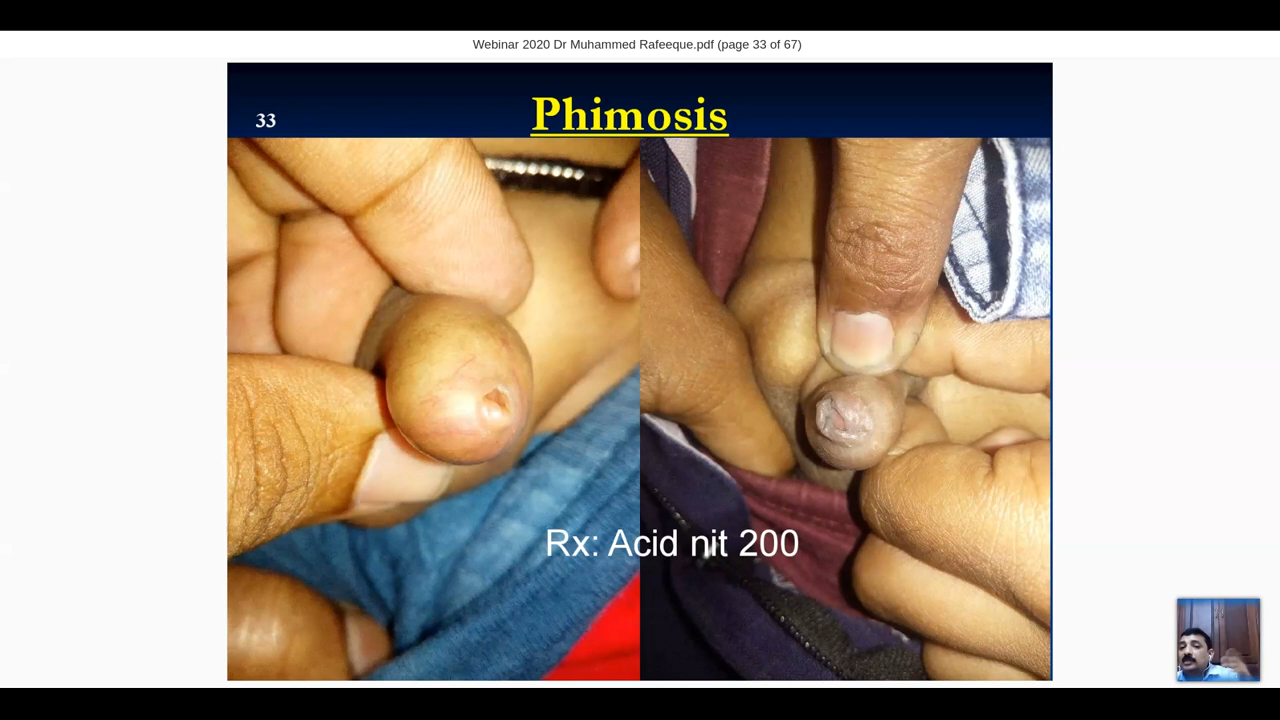 Webinar 2020 Dr Muhammed Rafeeque.pdf (page 33 of 67)
33
Phimosis
Rx: Acid nit 200